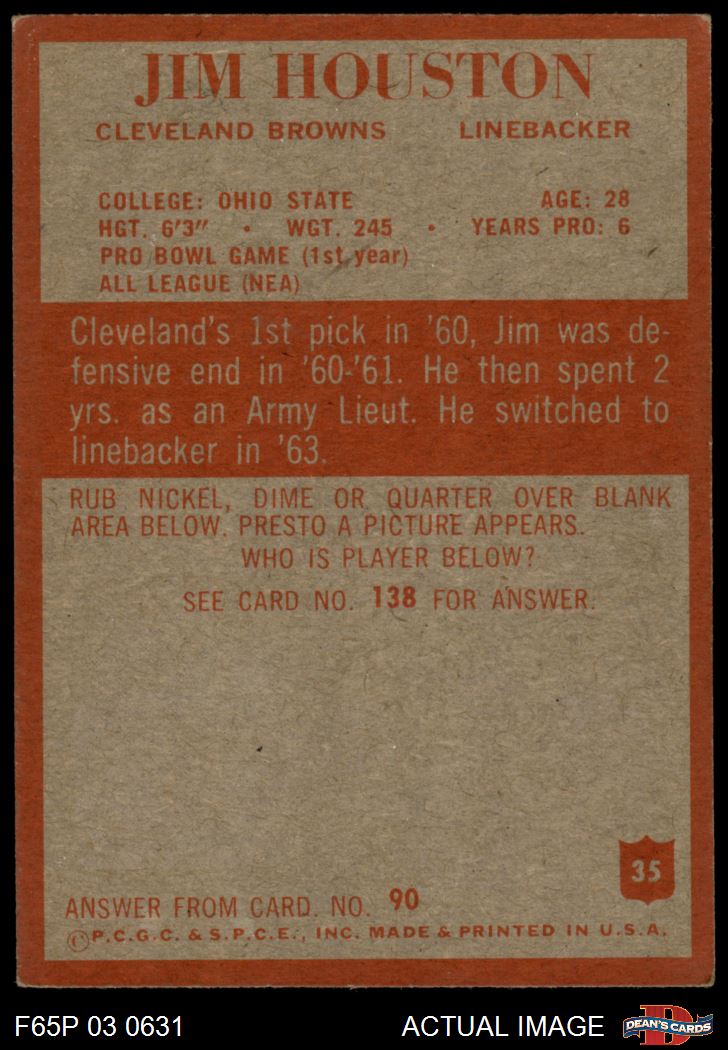 JIM HOUSTON
CLEVELAND BROWNS LINEBACKER
COLLEGE: OHIO STATE AGE: 28
HGT. 6'3" • WGT. 245 • YEARS PRO: 6
PRO BOWL GAME (1st year)
ALL LEAGUE (NEA)
Cleveland's 1st pick in '60, Jim was de-
fensive end in '60-'61. He then spent 2
yrs. as an Army Lieut. He switched to
linebacker in '63.
RUB NICKEL, DIME OR QUARTER OVER BLANK
AREA BELOW. PRESTO A PICTURE APPEARS.
WHO IS PLAYER BELOW?
SEE CARD NO. 138 FOR ANSWER.
35
ANSWER FROM CARD. NO. 90
©P.C.G.C. & S.P.C.E., INC. MADE & PRINTED IN U.S.A.
F65P 03 0631 ACTUAL IMAGE
D
DEAN'S CARDS